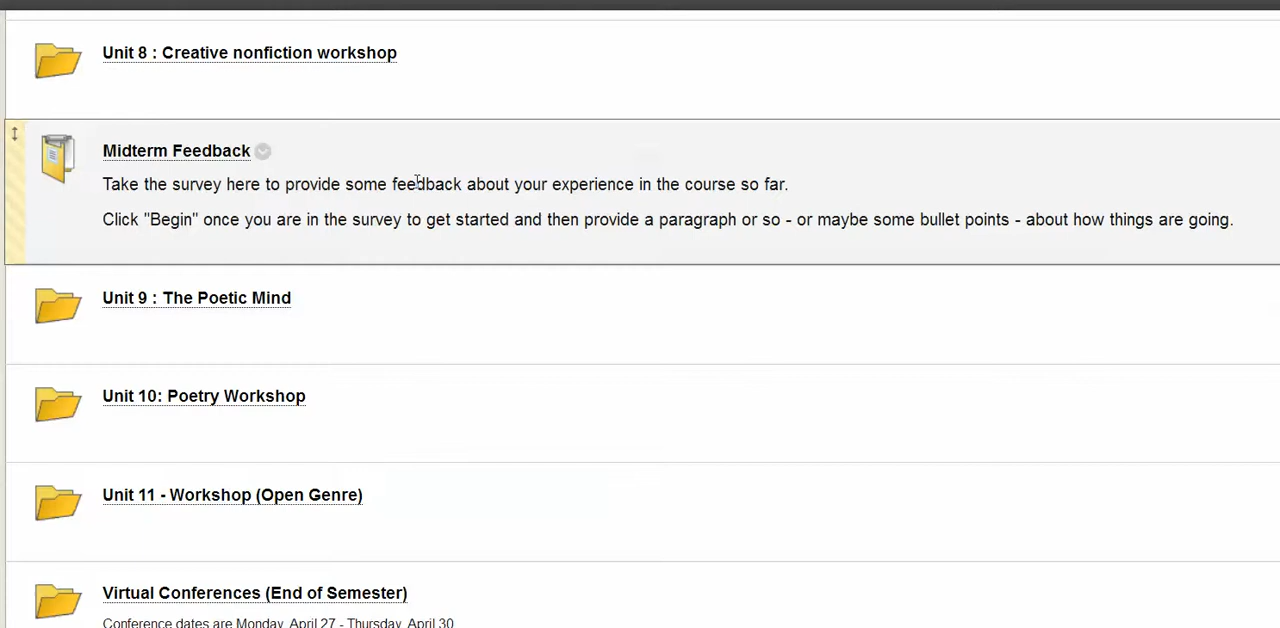 Unit 8 : Creative nonfiction workshop
Midterm Feedback
Take the survey here to provide some feedback about your experience in the course so far.
Click "Begin" once you are in the survey to get started and then provide a paragraph or so - or maybe some bullet points - about how things are going.
Unit 9 : The Poetic Mind
Unit 10: Poetry Workshop
Unit 11 - Workshop (Open Genre)
Virtual Conferences (End of Semester)
Conference dates are Monday, April 27 - Thursday, April 30